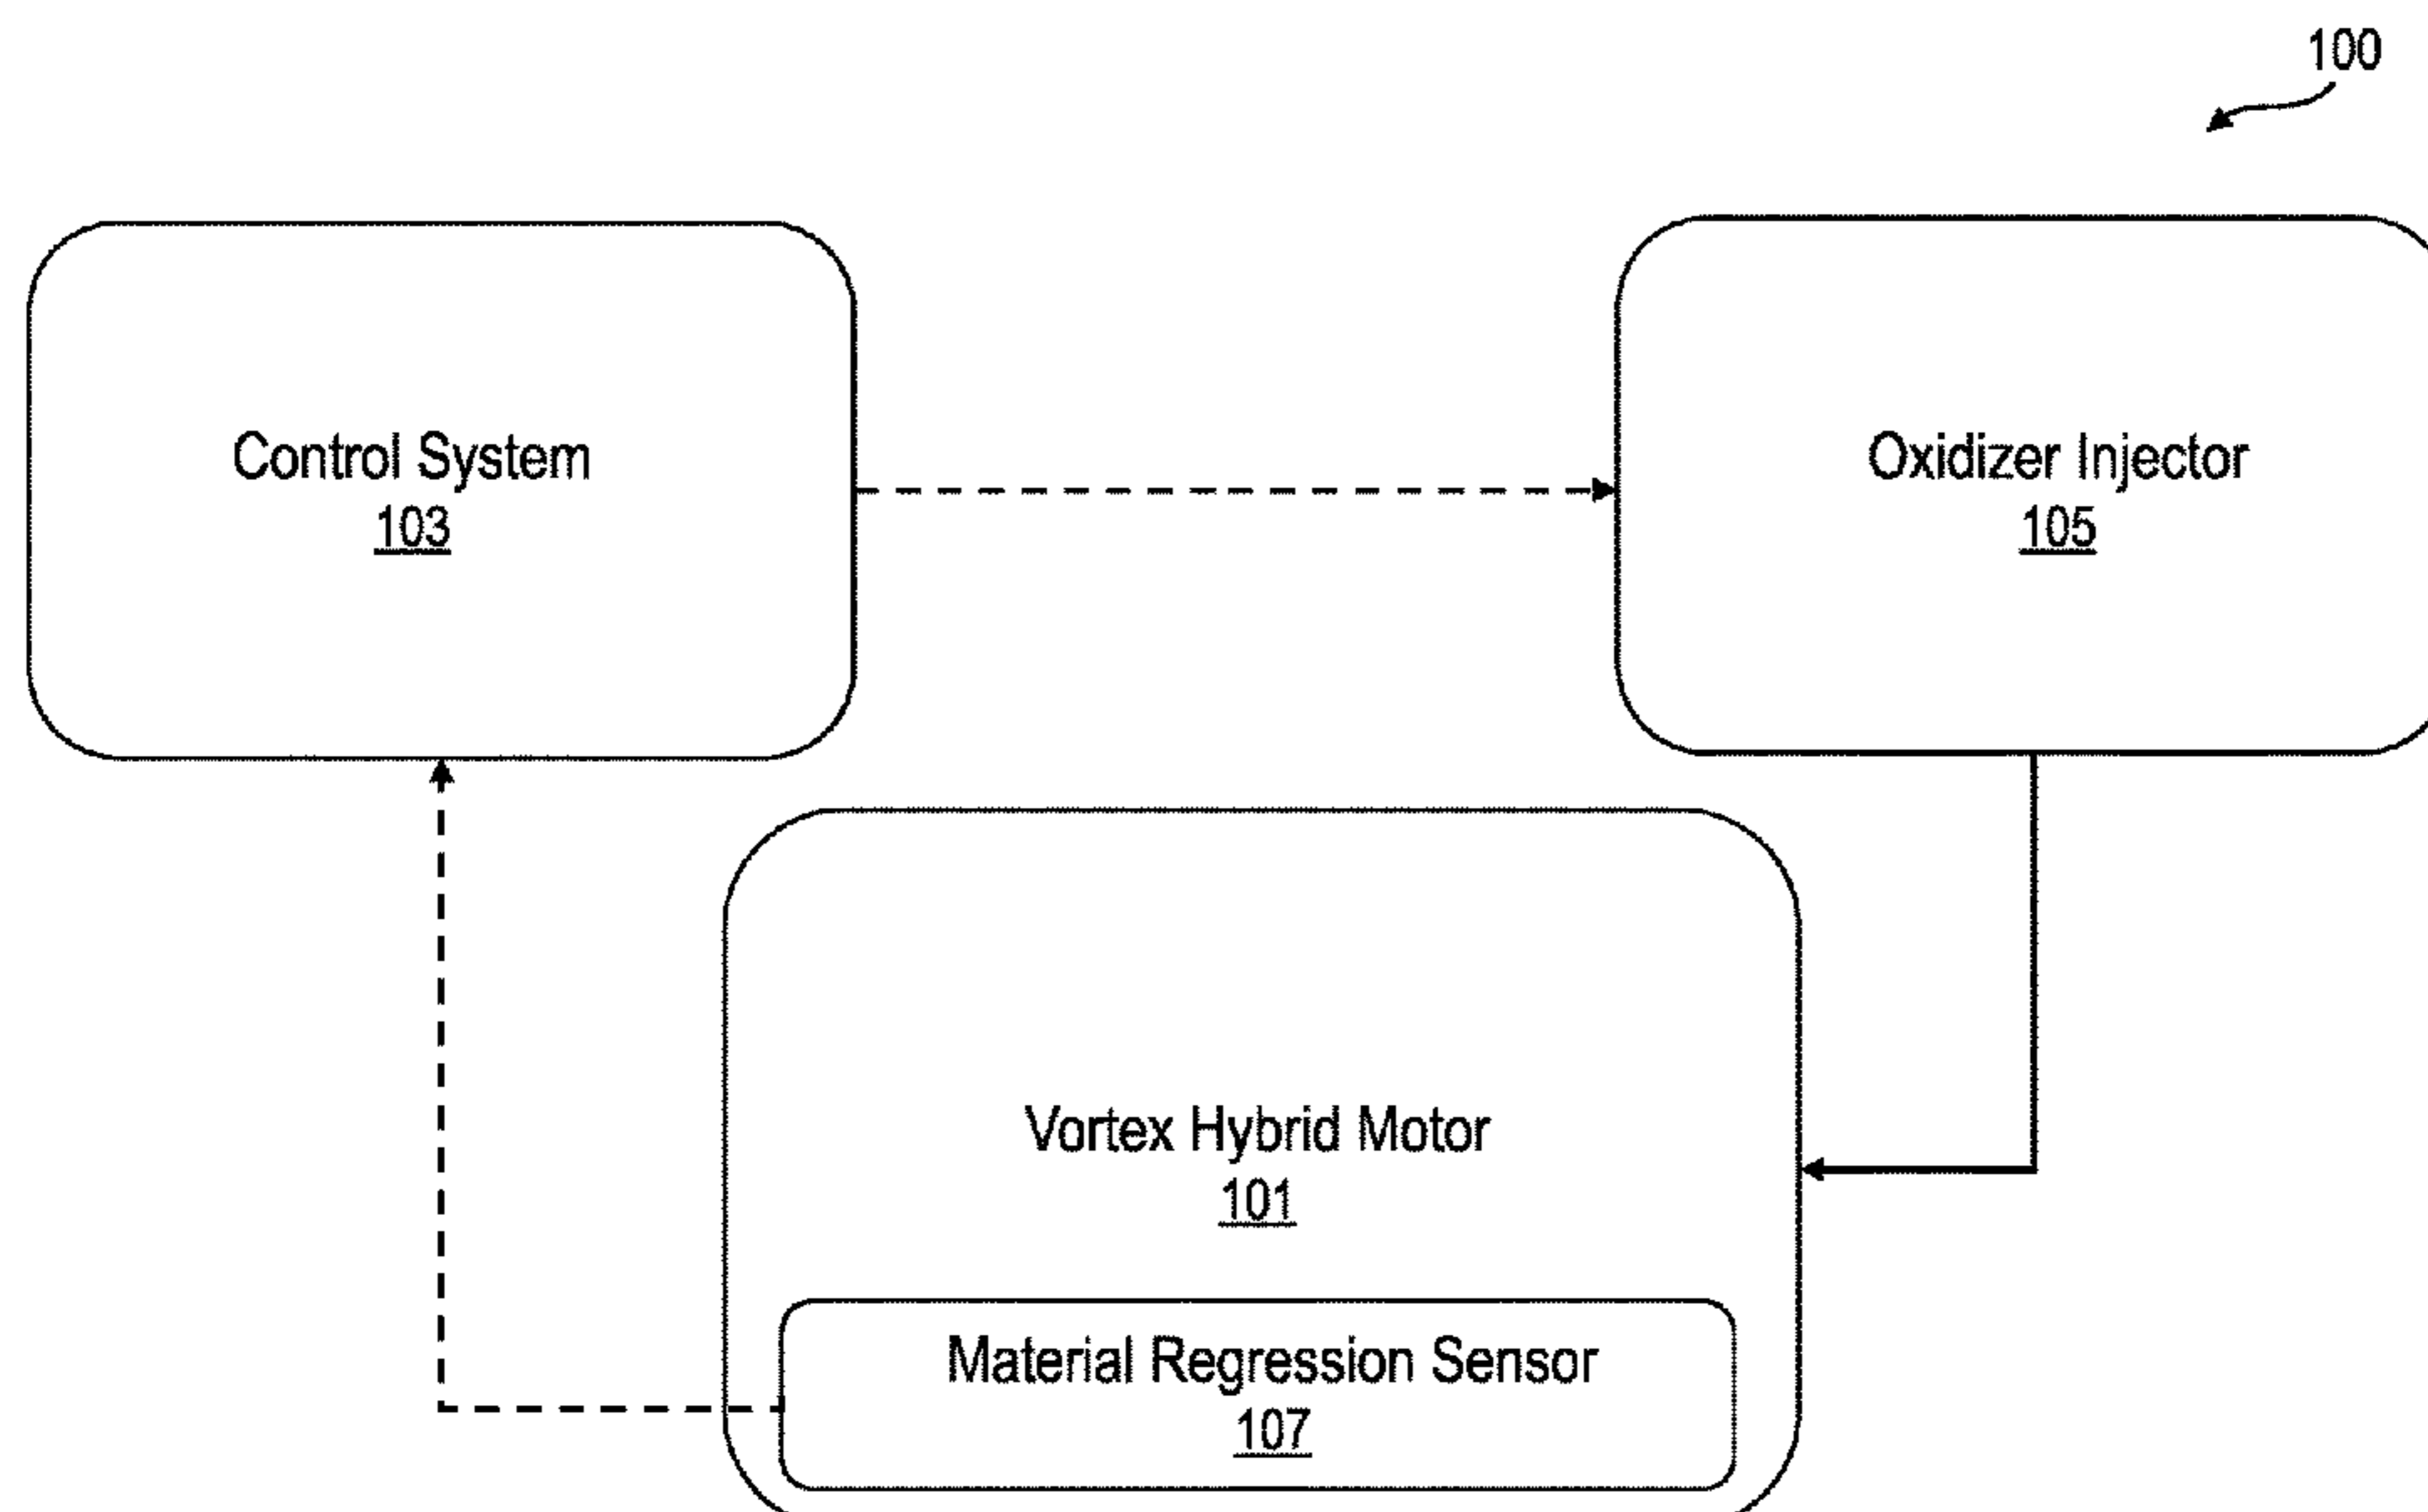 100
Control System
103
Oxidizer Injector
105
Vortex Hybrid Motor
101
Material Regression Sensor
107